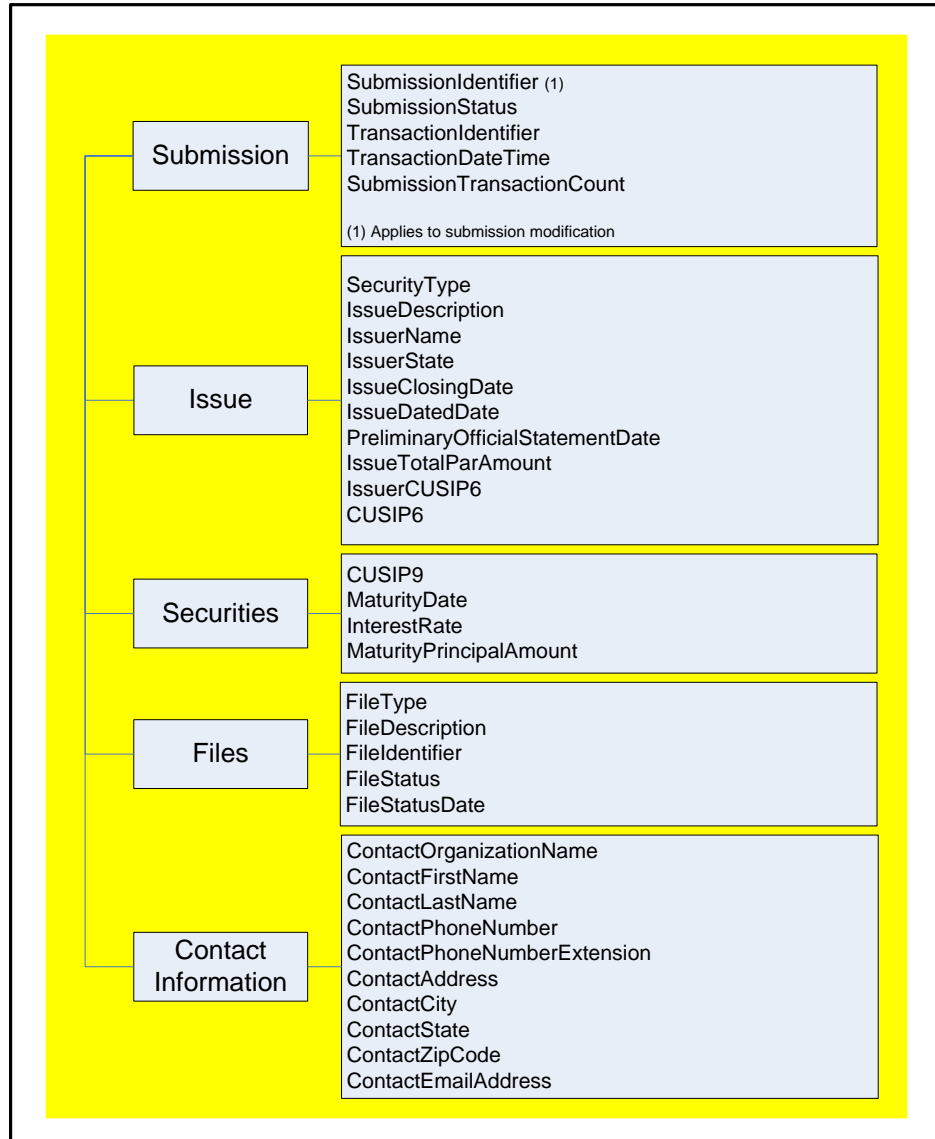 Submission
SubmissionIdentifier (1)
SubmissionStatus
TransactionIdentifier
TransactionDateTime
SubmissionTransactionCount
(1) Applies to submission modification
Issue
SecurityType
IssueDescription
IssuerName
IssuerState
IssueClosingDate
IssueDatedDate
PreliminaryOfficialStatementDate
IssueTotalParAmount
IssuerCUSIP6
CUSIP6
Securities
CUSIP9
MaturityDate
InterestRate
MaturityPrincipalAmount
Files
FileType
FileDescription
FileIdentifier
FileStatus
FileStatusDate
Contact
Information
ContactOrganizationName
ContactFirstName
ContactLastName
ContactPhoneNumber
ContactPhoneNumberExtension
ContactAddress
ContactCity
ContactState
ContactZipCode
ContactEmailAddress